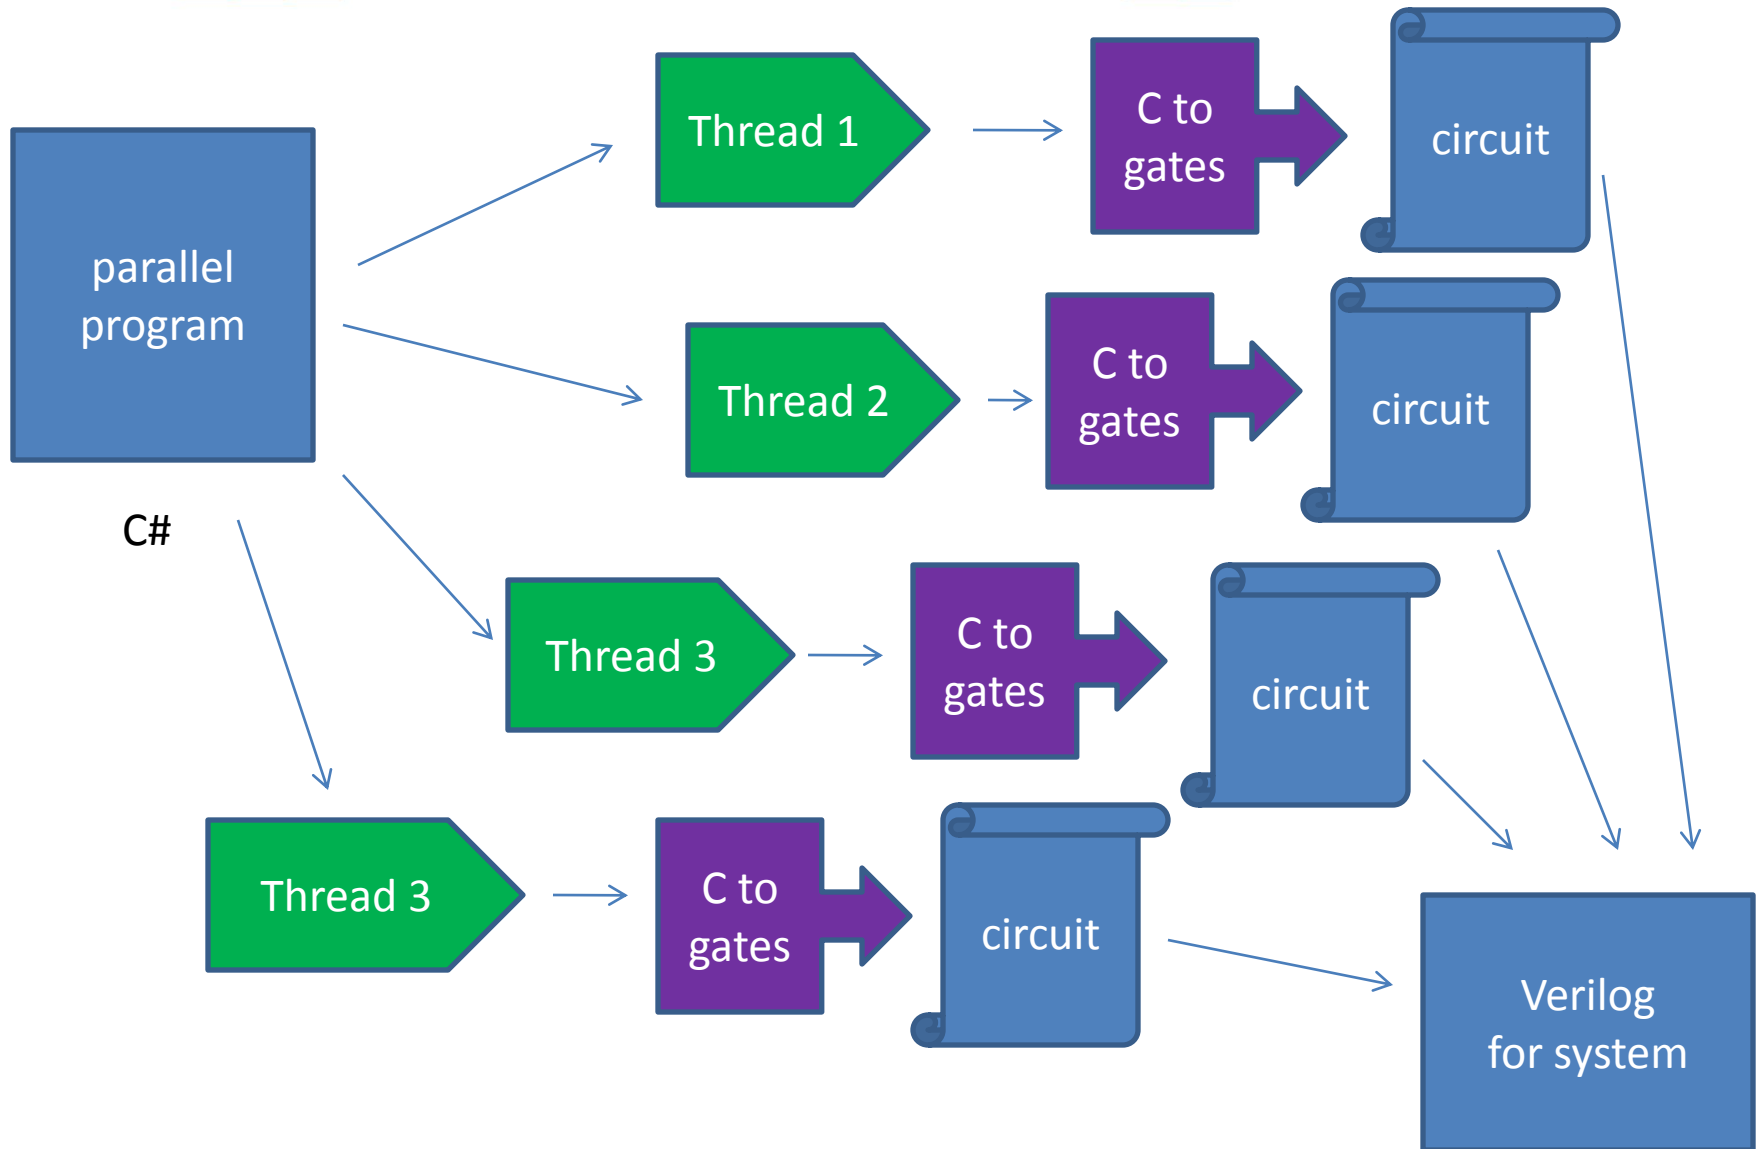 parallel
program
C#
Thread 1
C to
gates
circuit
Thread 2
C to
gates
circuit
Thread 3
C to
gates
circuit
Thread 3
C to
gates
circuit
Verilog
for system